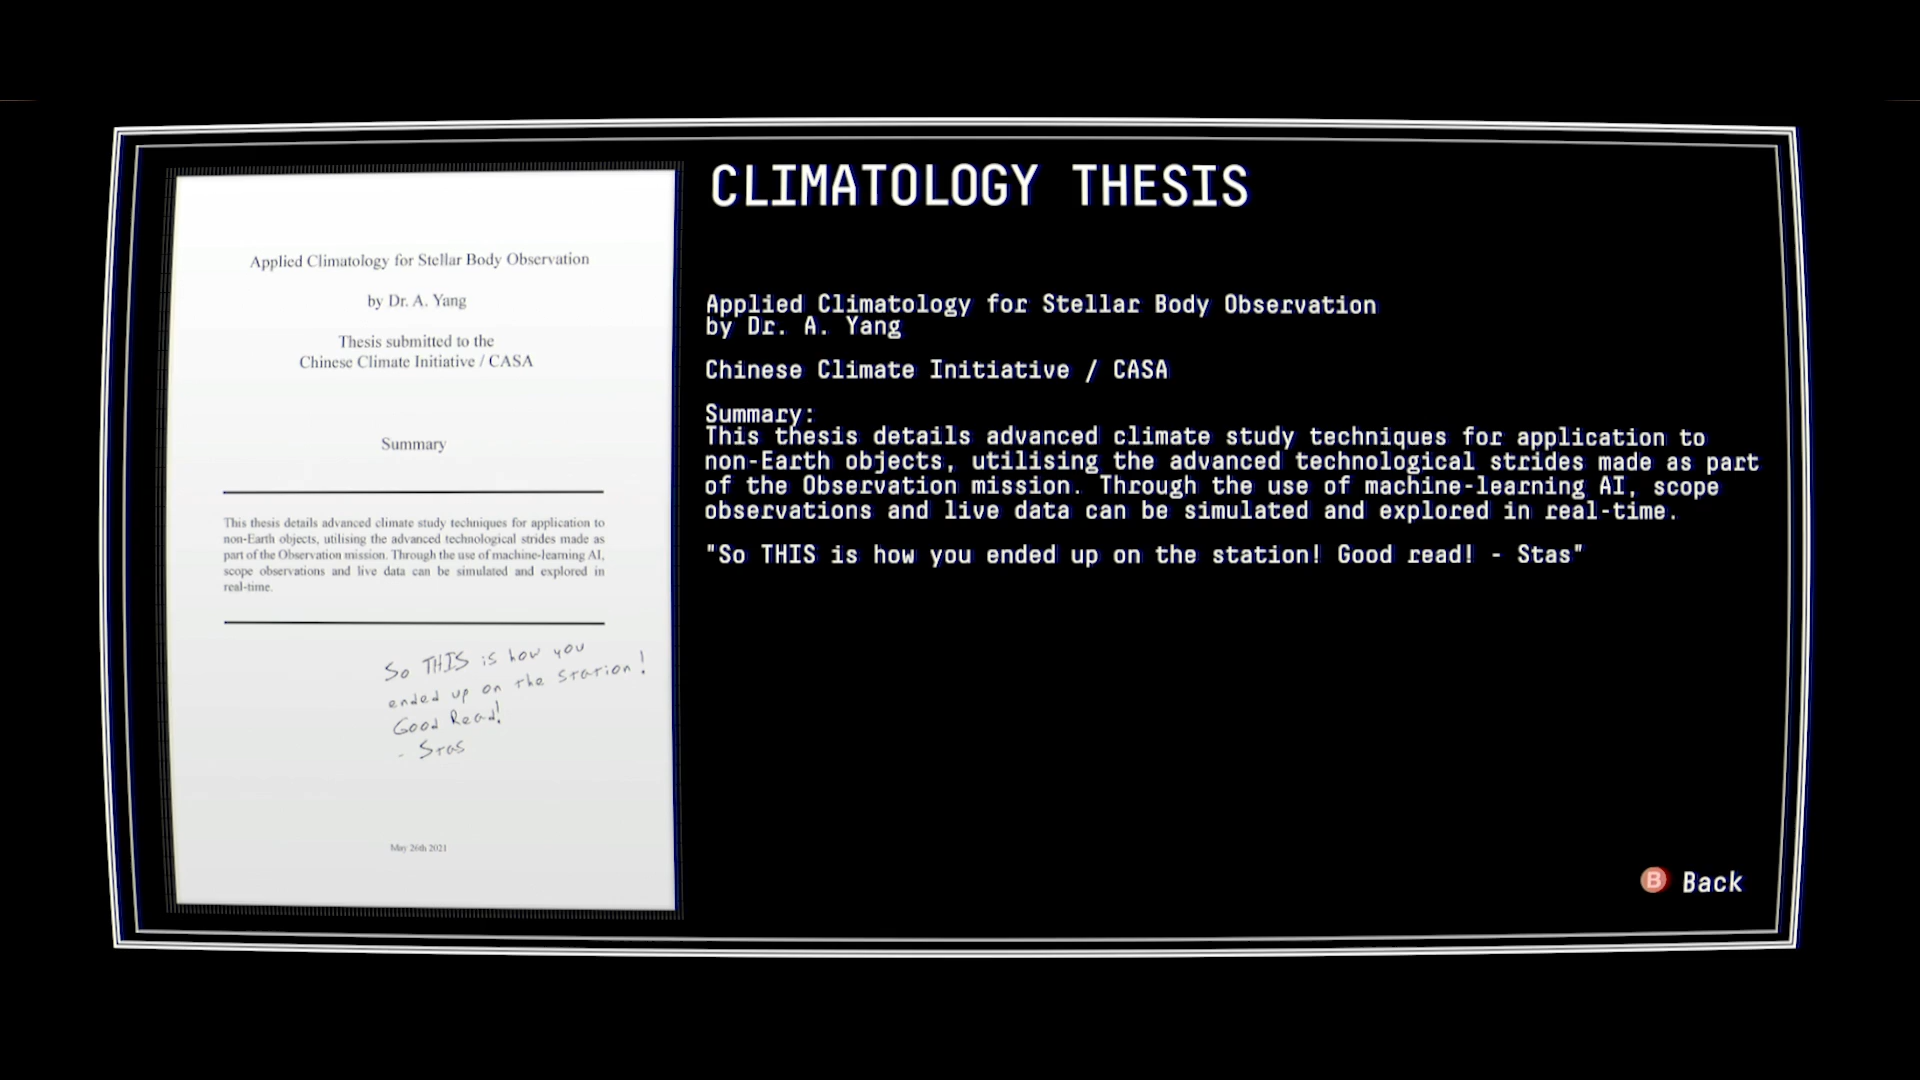 Applied Climatology for Stellar Body Observation
by Dr. A. Yang
Thesis submitted to the
Chinese Climate Initiative / CASA
Summary
This thesis details advanced climate study techniques for application to
non-Earth objects, utilising the advanced technological strides made as
part of the Observation mission. Through the use of machine-learning AI,
scope observations and live data can be simulated and explored in
real-time.
So THIS is how you
ended up on the station!
Good Read!
- Stas
May 26th 2021
CLIMATOLOGY THESIS
Applied Climatology for Stellar Body Observation
by Dr. A. Yang
Chinese Climate Initiative / CASA
Summary:
This thesis details advanced climate study techniques for application to
non-Earth objects, utilising the advanced technological strides made as part
of the Observation mission. Through the use of machine-learning AI, scope
observations and live data can be simulated and explored in real-time.
"So THIS is how you ended up on the station! Good read! - Stas"
B Back